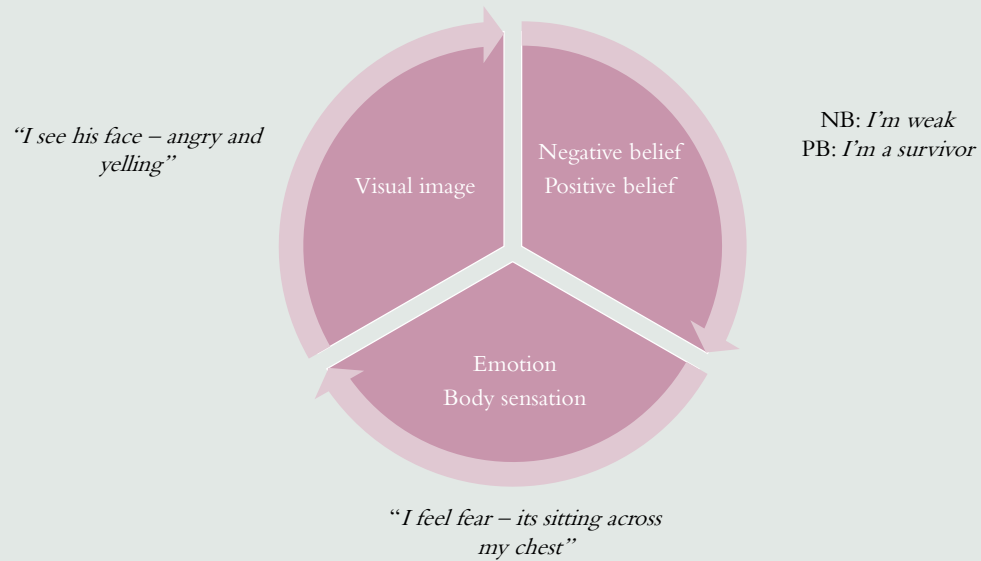 “I see his face – angry and
yelling”
Visual image
Negative belief
Positive belief
NB: I’m weak
PB: I’m a survivor
Emotion
Body sensation
“I feel fear – its sitting across
my chest”